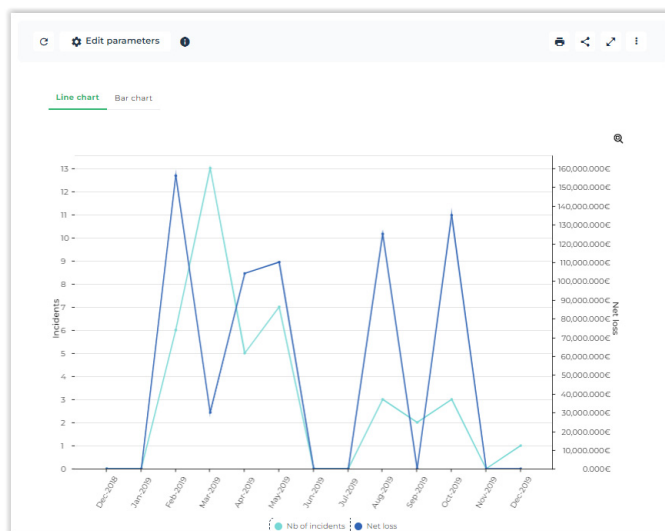 Edit parameters
Line chart Bar chart
13
12
11
10
9
8
7
6
5
4
3
2
1
0
Incidents
160,000.000€
150,000.000€
140,000.000€
130,000.000€
120,000.000€
110,000.000€
100,000.000€
90,000.000€
80,000.000€
70,000.000€
60,000.000€
50,000.000€
40,000.000€
30,000.000€
20,000.000€
10,000.000€
0.000€
Net loss
Dec-2018
Jan-2019
Feb-2019
Mar-2019
Apr-2019
May-2019
Jun-2019
Jul-2019
Aug-2019
Sep-2019
Oct-2019
Nov-2019
Dec-2019
Nb of incidents Net loss